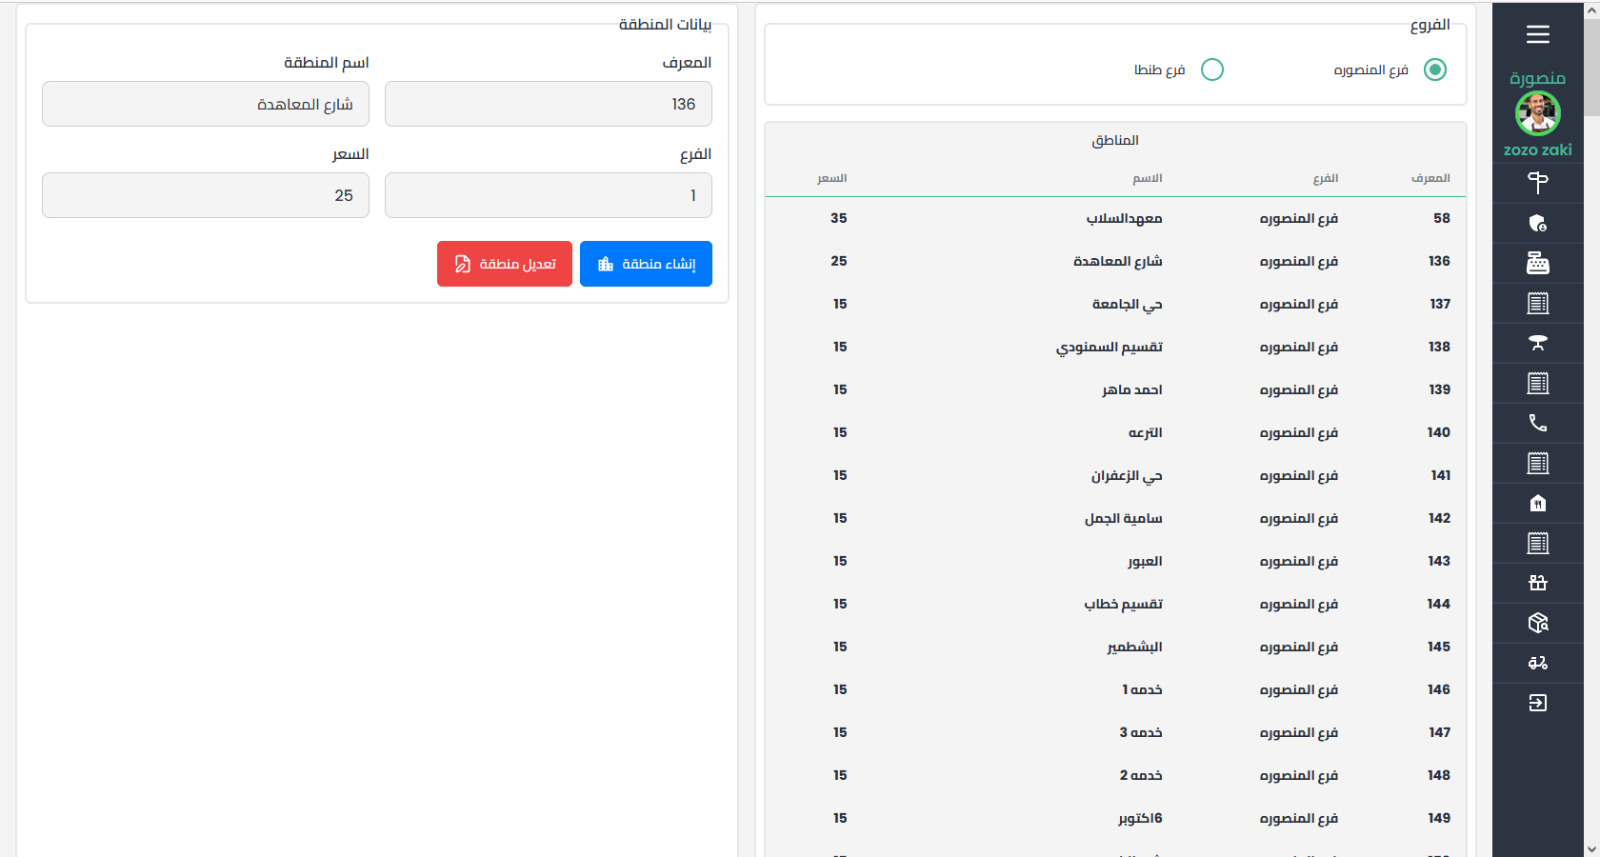 منصورة
zozo zaki
الفروع
فرع المنصوره
فرع طنطا
المناطق
المعرف الفرع الاسم السعر
58 فرع المنصوره معهدالسلاب 35
136 فرع المنصوره شارع المعاهدة 25
137 فرع المنصوره حي الجامعة 15
138 فرع المنصوره تقسيم السمنودي 15
139 فرع المنصوره احمد ماهر 15
140 فرع المنصوره الترعه 15
141 فرع المنصوره حي الزعفران 15
142 فرع المنصوره سامية الجمل 15
143 فرع المنصوره العبور 15
144 فرع المنصوره تقسيم خطاب 15
145 فرع المنصوره البشطمير 15
146 فرع المنصوره خدمه 1 15
147 فرع المنصوره خدمه 3 15
148 فرع المنصوره خدمه 2 15
149 فرع المنصوره 6اكتوبر 15
بيانات المنطقة
المعرف اسم المنطقة
136 شارع المعاهدة
الفرع السعر
1 25
إنشاء منطقة تعديل منطقة